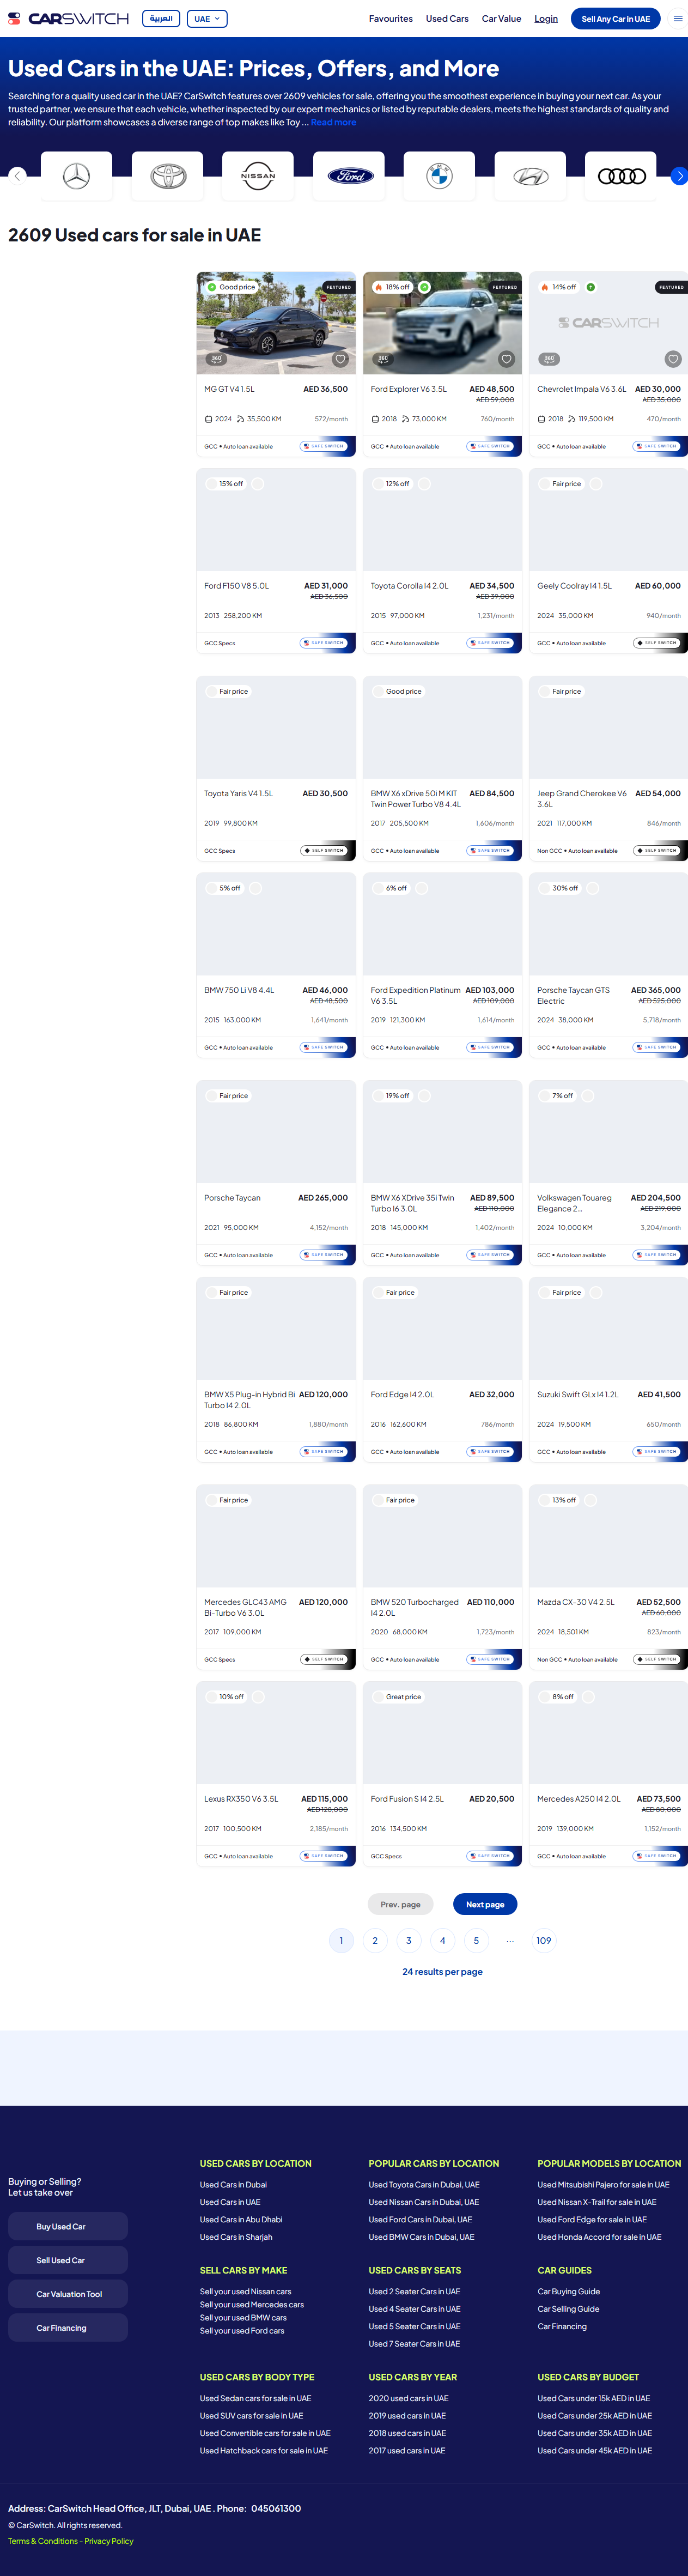 CARSWITCH
العربية
UAE
Favourites
Used Cars
Car Value
Login
Sell Any Car in UAE
Used Cars in the UAE: Prices, Offers, and More
Searching for a quality used car in the UAE? CarSwitch features over 2609 vehicles for sale, offering you the smoothest experience in buying your next car. As your
trusted partner, we ensure that each vehicle, whether inspected by our expert mechanics or listed by reputable dealers, meets the highest standards of quality and
reliability. Our platform showcases a diverse range of top makes like Toy ... Read more
NISSAN
Ford
2609 Used cars for sale in UAE
Good price
FEATURED
360
MG GT V4 1.5L
AED 36,500
2024 35,500 KM
572/month
GCC • Auto loan available
SAFE SWITCH
18% off
FEATURED
360
Ford Explorer V6 3.5L
AED 48,500
AED 59,000
2018 73,000 KM
760/month
GCC • Auto loan available
SAFE SWITCH
14% off
FEATURED
CARSWITCH
360
Chevrolet Impala V6 3.6L
AED 30,000
AED 35,000
2018 119,500 KM
470/month
GCC • Auto loan available
SAFE SWITCH
15% off
Ford F150 V8 5.0L
AED 31,000
AED 36,500
2013 258,200 KM
GCC Specs
SAFE SWITCH
12% off
Toyota Corolla I4 2.0L
AED 34,500
AED 39,000
2015 97,000 KM
1,231/month
GCC • Auto loan available
SAFE SWITCH
Fair price
Geely Coolray I4 1.5L
AED 60,000
2024 35,000 KM
940/month
GCC • Auto loan available
SELF SWITCH
Fair price
Toyota Yaris V4 1.5L
AED 30,500
2019 99,800 KM
GCC Specs
SELF SWITCH
Good price
BMW X6 xDrive 50i M KIT
Twin Power Turbo V8 4.4L
AED 84,500
2017 205,500 KM
1,606/month
GCC • Auto loan available
SAFE SWITCH
Fair price
Jeep Grand Cherokee V6
3.6L
AED 54,000
2021 117,000 KM
846/month
Non GCC • Auto loan available
SELF SWITCH
5% off
BMW 750 Li V8 4.4L
AED 46,000
AED 48,500
2015 163,000 KM
1,641/month
GCC • Auto loan available
SAFE SWITCH
6% off
Ford Expedition Platinum
V6 3.5L
AED 103,000
AED 109,000
2019 121,300 KM
1,614/month
GCC • Auto loan available
SAFE SWITCH
30% off
Porsche Taycan GTS
Electric
AED 365,000
AED 525,000
2024 38,000 KM
5,718/month
GCC • Auto loan available
SAFE SWITCH
Fair price
Porsche Taycan
AED 265,000
2021 95,000 KM
4,152/month
GCC • Auto loan available
SAFE SWITCH
19% off
BMW X6 XDrive 35i Twin
Turbo I6 3.0L
AED 89,500
AED 110,000
2018 145,000 KM
1,402/month
GCC • Auto loan available
SAFE SWITCH
7% off
Volkswagen Touareg
Elegance 2...
AED 204,500
AED 219,000
2024 10,000 KM
3,204/month
GCC • Auto loan available
SAFE SWITCH
Fair price
BMW X5 Plug-in Hybrid Bi
Turbo I4 2.0L
AED 120,000
2018 86,800 KM
1,880/month
GCC • Auto loan available
SAFE SWITCH
Fair price
Ford Edge I4 2.0L
AED 32,000
2016 162,600 KM
786/month
GCC • Auto loan available
SAFE SWITCH
Fair price
Suzuki Swift GLx I4 1.2L
AED 41,500
2024 19,500 KM
650/month
GCC • Auto loan available
SAFE SWITCH
Fair price
Mercedes GLC43 AMG
Bi-Turbo V6 3.0L
AED 120,000
2017 109,000 KM
GCC Specs
SELF SWITCH
Fair price
BMW 520 Turbocharged
I4 2.0L
AED 110,000
2020 68,000 KM
1,723/month
GCC • Auto loan available
SAFE SWITCH
13% off
Mazda CX-30 V4 2.5L
AED 52,500
AED 60,000
2024 18,501 KM
823/month
Non GCC • Auto loan available
SELF SWITCH
10% off
Lexus RX350 V6 3.5L
AED 115,000
AED 128,000
2017 100,500 KM
2,185/month
GCC • Auto loan available
SAFE SWITCH
Great price
Ford Fusion S I4 2.5L
AED 20,500
2016 134,500 KM
GCC Specs
SAFE SWITCH
8% off
Mercedes A250 I4 2.0L
AED 73,500
AED 80,000
2019 139,000 KM
1,152/month
GCC • Auto loan available
SAFE SWITCH
Prev. page
Next page
1 2 3 4 5 ... 109
24 results per page
Buying or Selling?
Let us take over
Buy Used Car
Sell Used Car
Car Valuation Tool
Car Financing
USED CARS BY LOCATION
Used Cars in Dubai
Used Cars in UAE
Used Cars in Abu Dhabi
Used Cars in Sharjah
POPULAR CARS BY LOCATION
Used Toyota Cars in Dubai, UAE
Used Nissan Cars in Dubai, UAE
Used Ford Cars in Dubai, UAE
Used BMW Cars in Dubai, UAE
POPULAR MODELS BY LOCATION
Used Mitsubishi Pajero for sale in UAE
Used Nissan X-Trail for sale in UAE
Used Ford Edge for sale in UAE
Used Honda Accord for sale in UAE
SELL CARS BY MAKE
Sell your used Nissan cars
Sell your used Mercedes cars
Sell your used BMW cars
Sell your used Ford cars
USED CARS BY SEATS
Used 2 Seater Cars in UAE
Used 4 Seater Cars in UAE
Used 5 Seater Cars in UAE
Used 7 Seater Cars in UAE
CAR GUIDES
Car Buying Guide
Car Selling Guide
Car Financing
USED CARS BY BODY TYPE
Used Sedan cars for sale in UAE
Used SUV cars for sale in UAE
Used Convertible cars for sale in UAE
Used Hatchback cars for sale in UAE
USED CARS BY YEAR
2020 used cars in UAE
2019 used cars in UAE
2018 used cars in UAE
2017 used cars in UAE
USED CARS BY BUDGET
Used Cars under 15k AED in UAE
Used Cars under 25k AED in UAE
Used Cars under 35k AED in UAE
Used Cars under 45k AED in UAE
Address: CarSwitch Head Office, JLT, Dubai, UAE . Phone: 045061300
© CarSwitch. All rights reserved.
Terms & Conditions - Privacy Policy